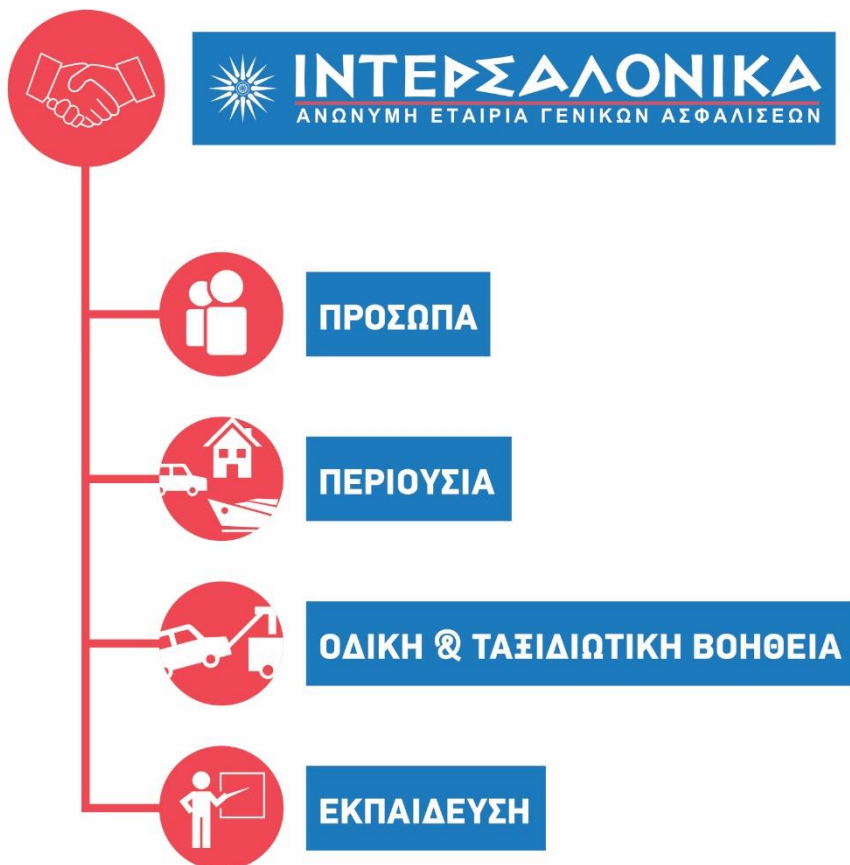 ΙΝΤΕΡΣΑΛΟΝΙΚΑ
ΑΝΩΝΥΜΗ ΕΤΑΙΡΙΑ ΓΕΝΙΚΩΝ ΑΣΦΑΛΙΣΕΩΝ
ΠΡΟΣΩΠΑ
ΠΕΡΙΟΥΣΙΑ
ΟΔΙΚΗ & ΤΑΞΙΔΙΩΤΙΚΗ ΒΟΗΘΕΙΑ
ΕΚΠΑΙΔΕΥΣΗ